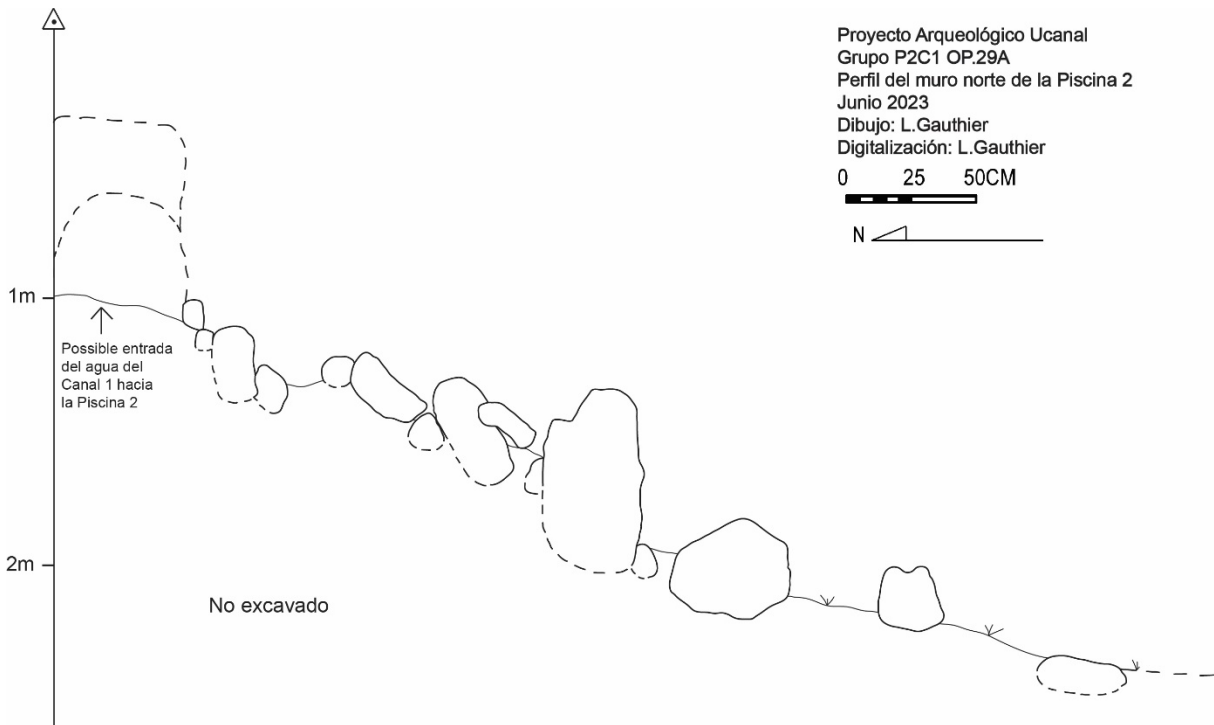 Proyecto Arqueológico Ucanal
Grupo P2C1 OP.29A
Perfil del muro norte de la Piscina 2
Junio 2023
Dibujo: L.Gauthier
Digitalización: L.Gauthier
0 25 50CM
N
1m
Possible entrada
del agua del
Canal 1 hacia
la Piscina 2
2m
No excavado